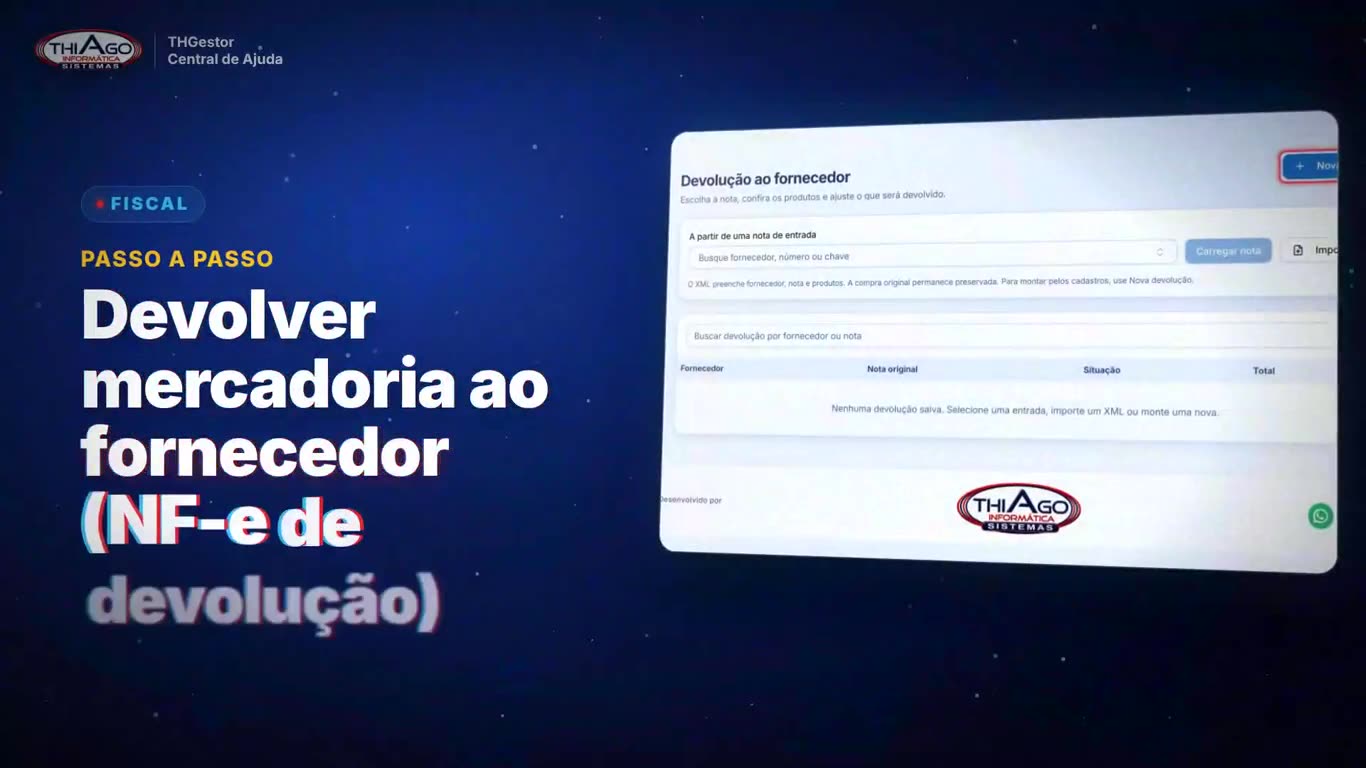 THIAGO
INFORMÁTICA
SISTEMAS
THGestor
Central de Ajuda
FISCAL
PASSO A PASSO
Devolver
mercadoria ao
fornecedor
(NF-e de
devolução)
+ Nov
Devolução ao fornecedor
Escolha a nota, confira os produtos e ajuste o que será devolvido.
A partir de uma nota de entrada
Busque fornecedor, número ou chave
Carregar nota
Impo
O XML preenche fornecedor, nota e produtos. A compra original permanece preservada. Para montar pelos cadastros, use Nova devolução.
Buscar devolução por fornecedor ou nota
Fornecedor Nota original Situação Total
Nenhuma devolução salva. Selecione uma entrada, importe um XML ou monte uma nova.
Desenvolvido por
THIAGO
INFORMÁTICA
SISTEMAS